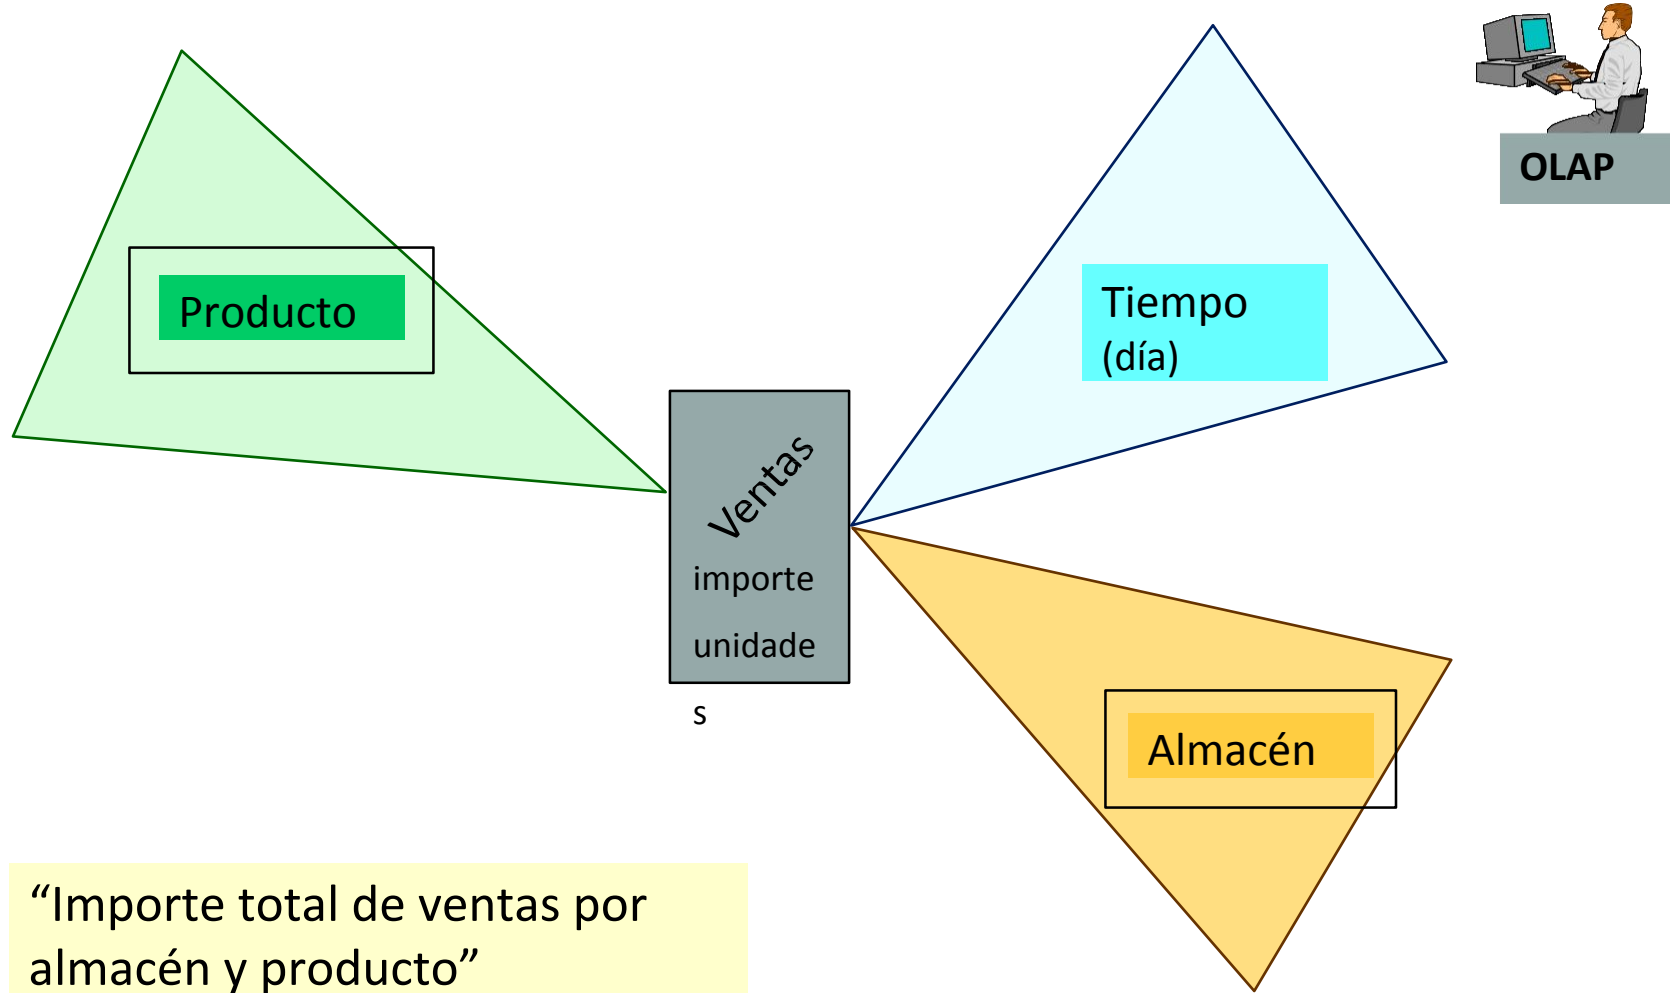 OLAP
Producto
Tiempo
(día)
Ventas
importe
unidade
s
Almacén
“Importe total de ventas por
almacén y producto”